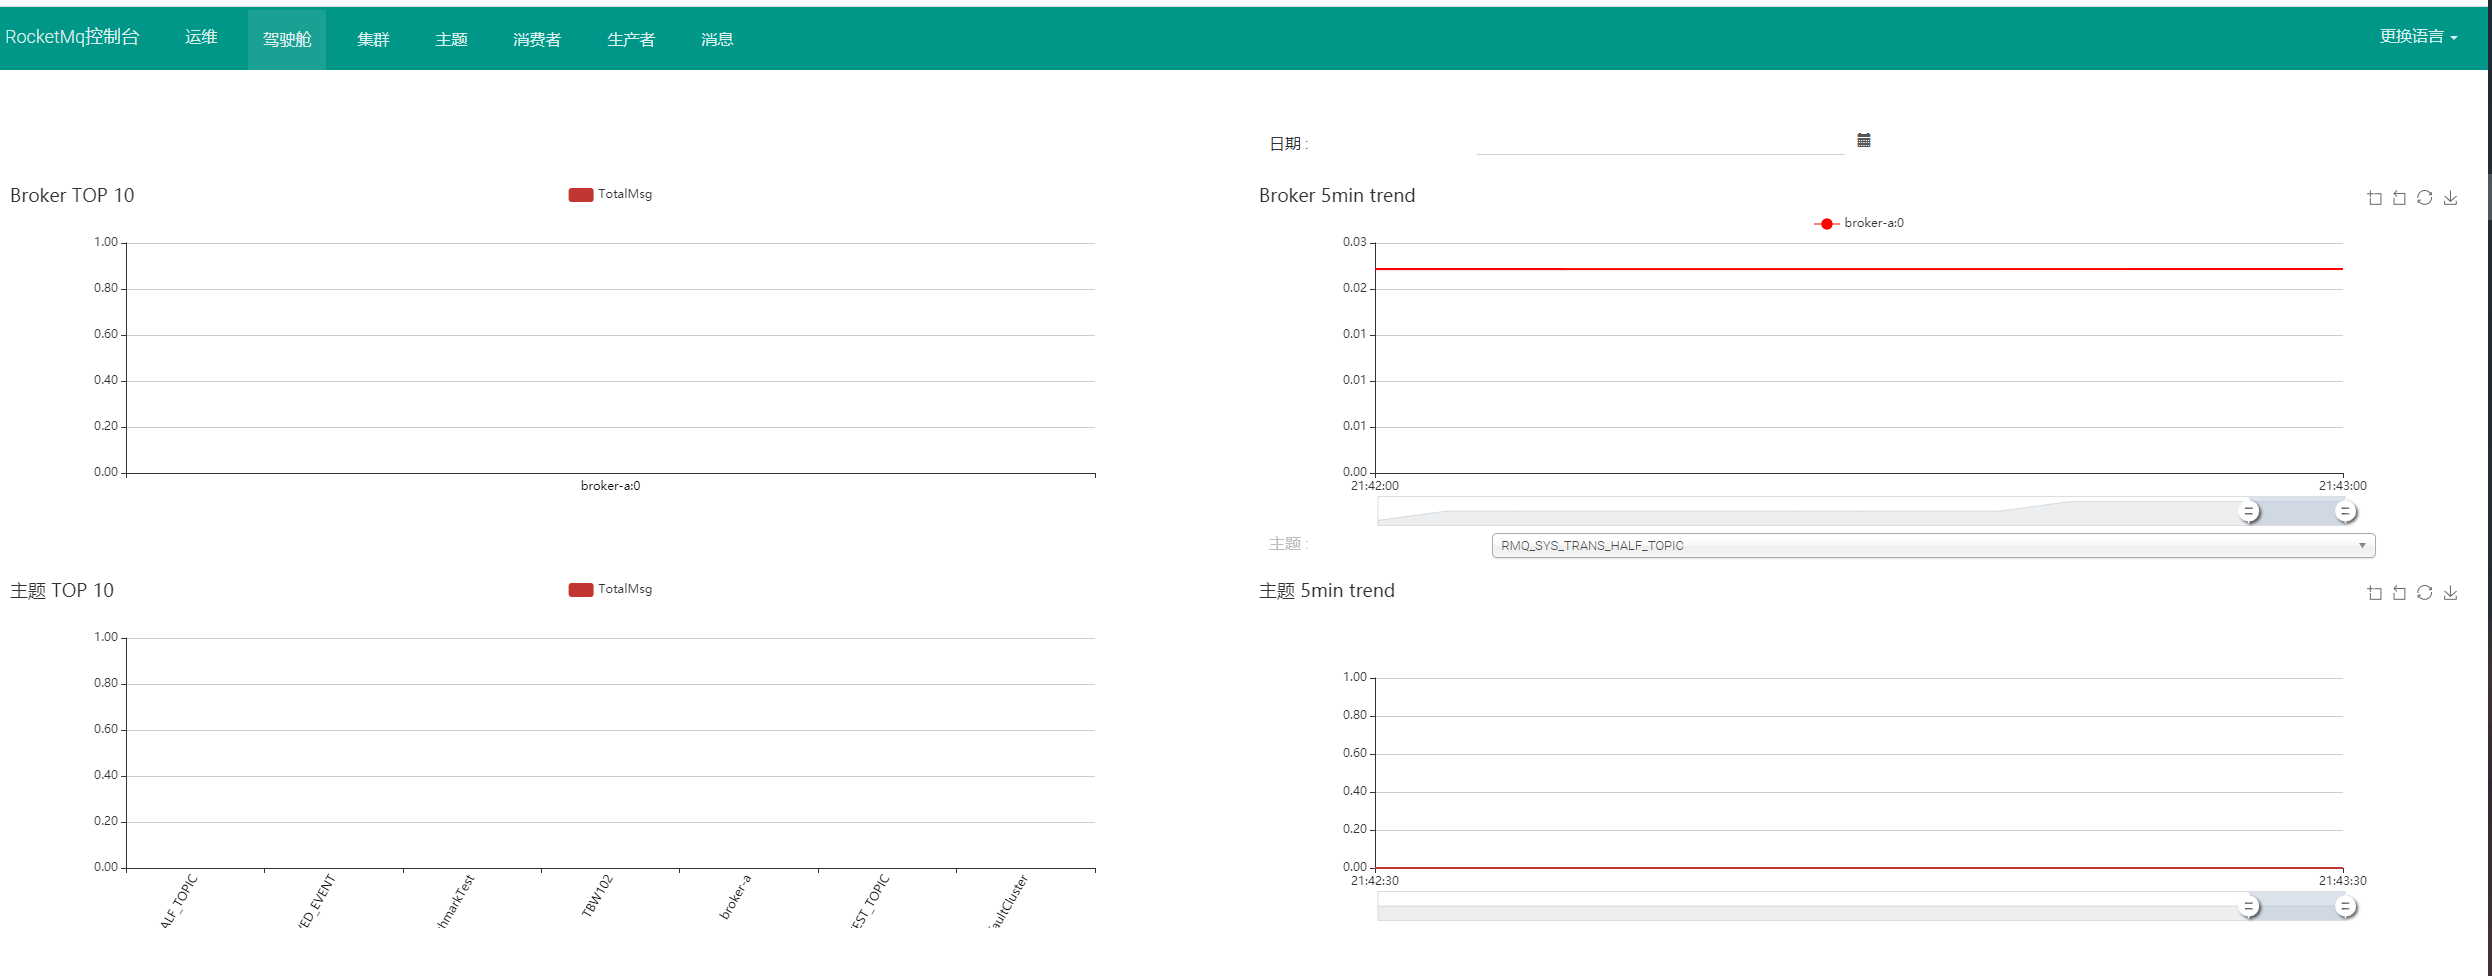 RocketMq控制台 运维 驾驶舱 集群 主题 消费者 生产者 消息 更换语言
日期 :
Broker TOP 10
TotalMsg
1.00
0.80
0.60
0.40
0.20
0.00
broker-a:0
Broker 5min trend
broker-a:0
0.03
0.02
0.01
0.01
0.01
0.00
21:42:00 21:43:00
主题 :
RMQ_SYS_TRANS_HALF_TOPIC
主题 TOP 10
TotalMsg
1.00
0.80
0.60
0.40
0.20
0.00
ALF_TOPIC
VED_EVENT
hmarkTest
TBW102
broker-a
EST_TOPIC
aultCluster
主题 5min trend
1.00
0.80
0.60
0.40
0.20
0.00
21:42:30 21:43:30